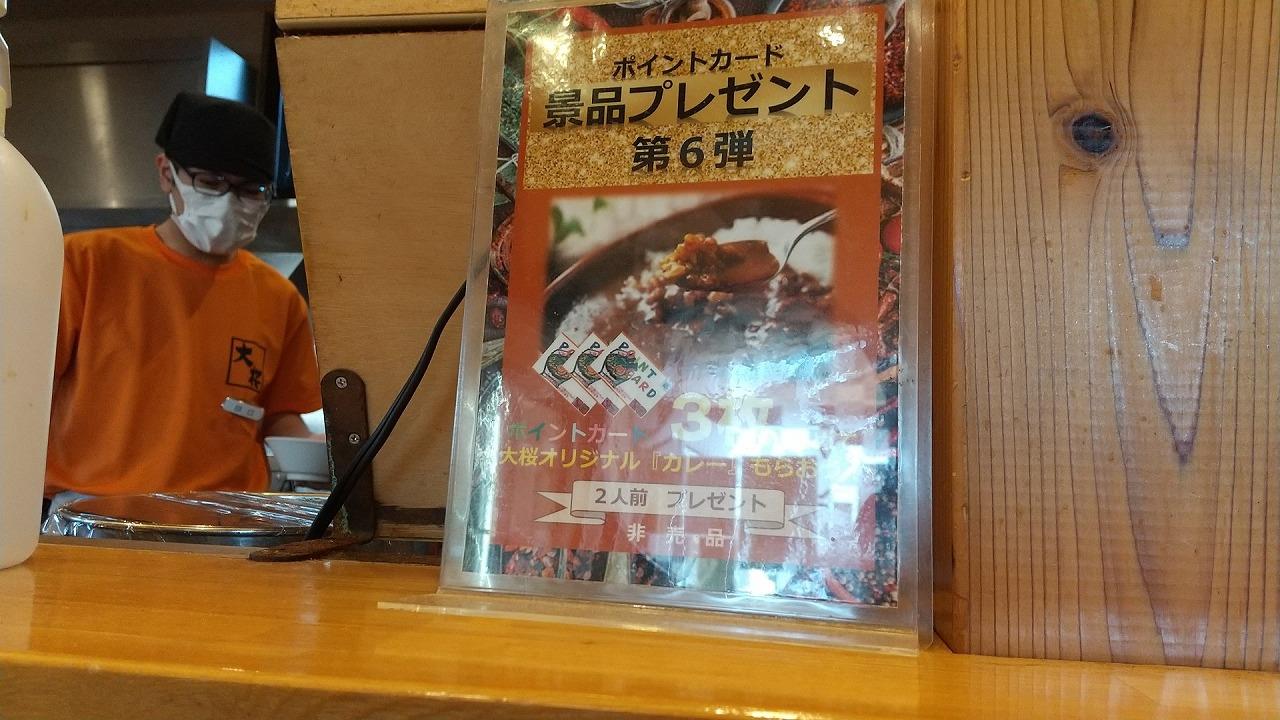 ポイントカード
景品プレゼント
第6弾
POINT CARD
ポイントカード 3枚
大桜オリジナル『カレー』もらお
2人前 プレゼント
非売品
大桜